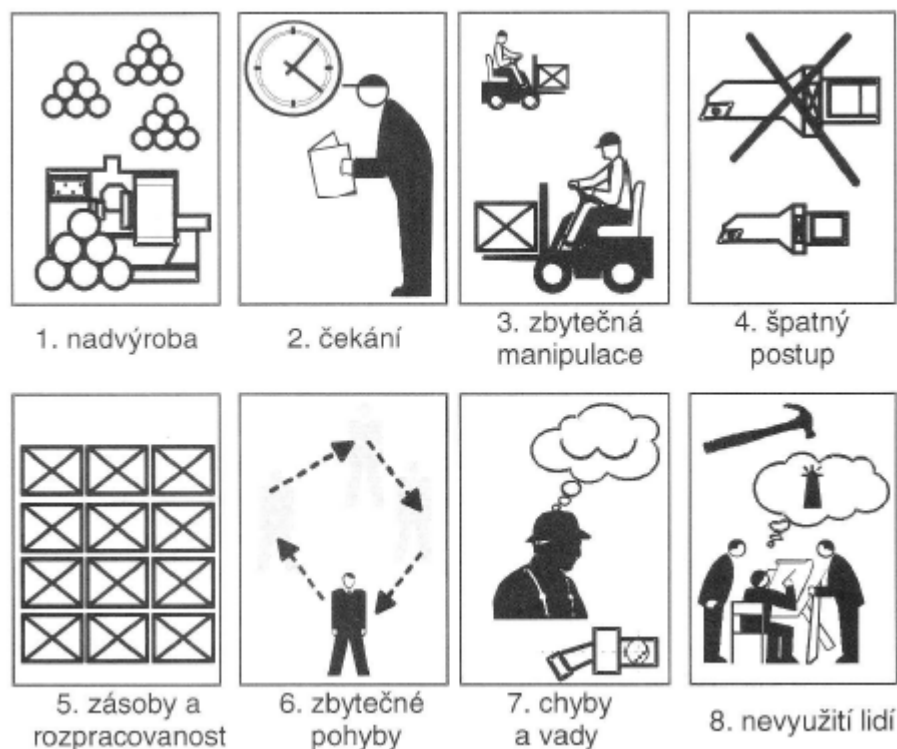 1. nadvýroba
2. čekání
3. zbytečná
manipulace
4. špatný
postup
5. zásoby a
rozpracovanost
6. zbytečné
pohyby
7. chyby
a vady
8. nevyužití lidí